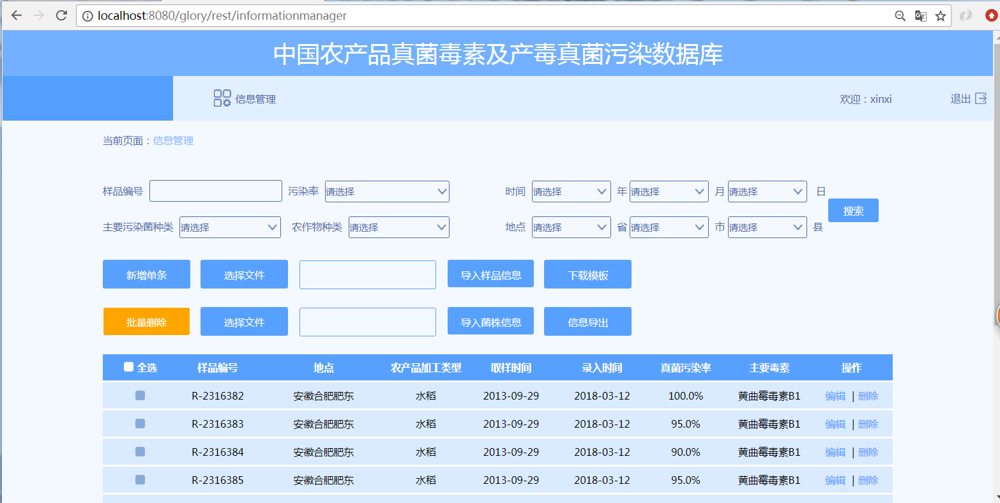 localhost:8080/glory/rest/informationmanager
中国农产品真菌毒素及产毒真菌污染数据库
信息管理 欢迎：xinxi 退出
当前页面：信息管理
样品编号 污染率 请选择 时间 请选择 年 请选择 月 请选择 日
搜索
主要污染菌种类 请选择 农作物种类 请选择 地点 请选择 省 请选择 市 请选择 县
新增单条 选择文件 导入样品信息 下载模板
批量删除 选择文件 导入菌株信息 信息导出
全选 样品编号 地点 农产品加工类型 取样时间 录入时间 真菌污染率 主要毒素 操作
R-2316382 安徽合肥肥东 水稻 2013-09-29 2018-03-12 100.0% 黄曲霉毒素B1 编辑 | 删除
R-2316383 安徽合肥肥东 水稻 2013-09-29 2018-03-12 95.0% 黄曲霉毒素B1 编辑 | 删除
R-2316384 安徽合肥肥东 水稻 2013-09-29 2018-03-12 90.0% 黄曲霉毒素B1 编辑 | 删除
R-2316385 安徽合肥肥东 水稻 2013-09-29 2018-03-12 95.0% 黄曲霉毒素B1 编辑 | 删除